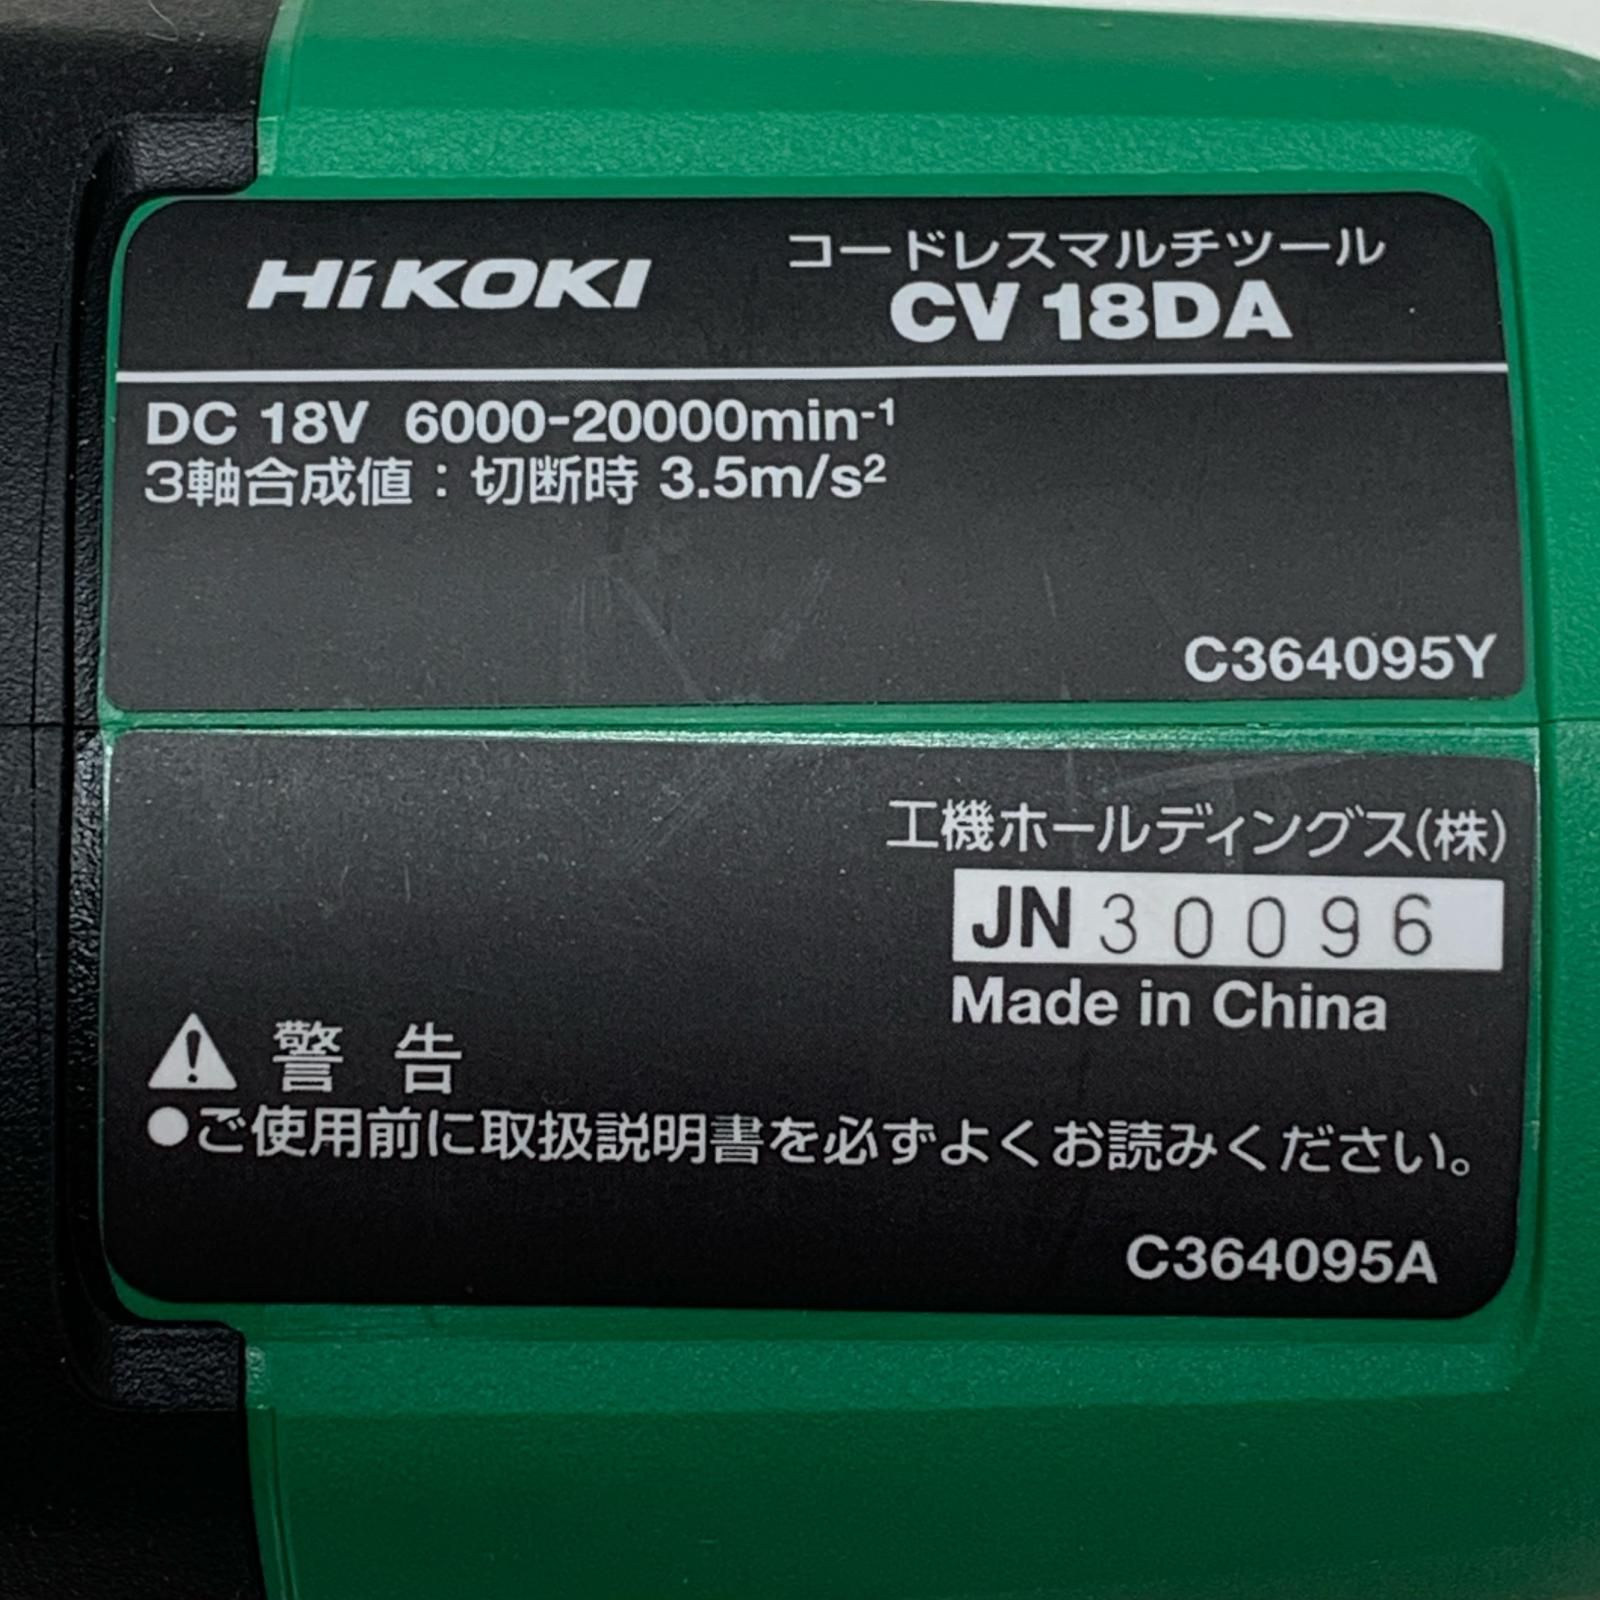 HiKOKI
コードレスマルチツール
CV 18DA
DC 18V 6000-20000min-1
3軸合成値：切断時 3.5m/s2
C364095Y
工機ホールディングス(株)
JN 30096
Made in China
警 告
●ご使用前に取扱説明書を必ずよくお読みください。
C364095A